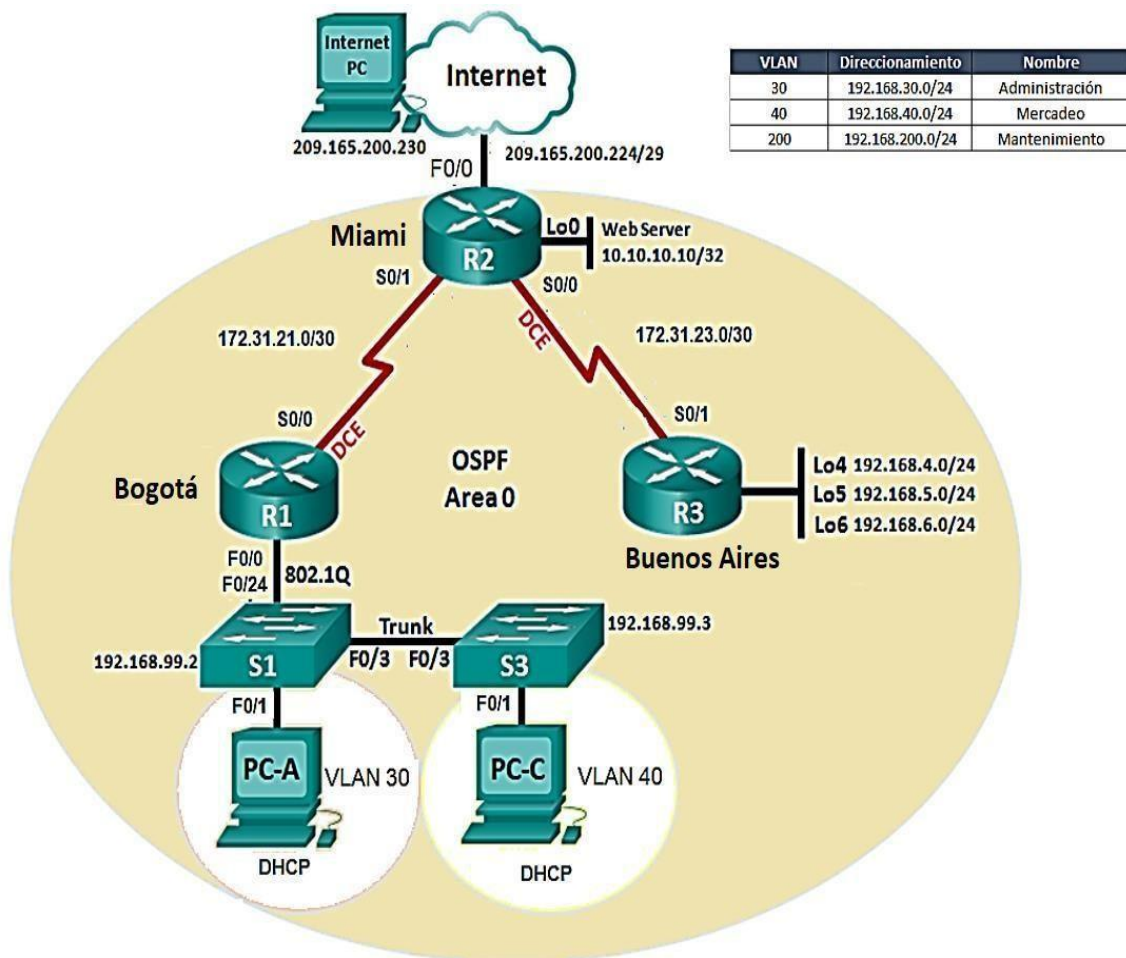 Internet PC
Internet
VLAN Direccionamiento Nombre
30 192.168.30.0/24 Administración
40 192.168.40.0/24 Mercadeo
200 192.168.200.0/24 Mantenimiento
209.165.200.230
209.165.200.224/29
F0/0
Miami
R2
Lo0
Web Server
10.10.10.10/32
S0/1
S0/0
DCE
172.31.21.0/30
172.31.23.0/30
S0/0
DCE
S0/1
OSPF
Area 0
Bogotá
R1
R3
Lo4 192.168.4.0/24
Lo5 192.168.5.0/24
Lo6 192.168.6.0/24
Buenos Aires
F0/0
F0/24
802.1Q
Trunk
192.168.99.3
192.168.99.2
S1
F0/3
F0/3
S3
F0/1
F0/1
PC-A
VLAN 30
PC-C
VLAN 40
DHCP
DHCP